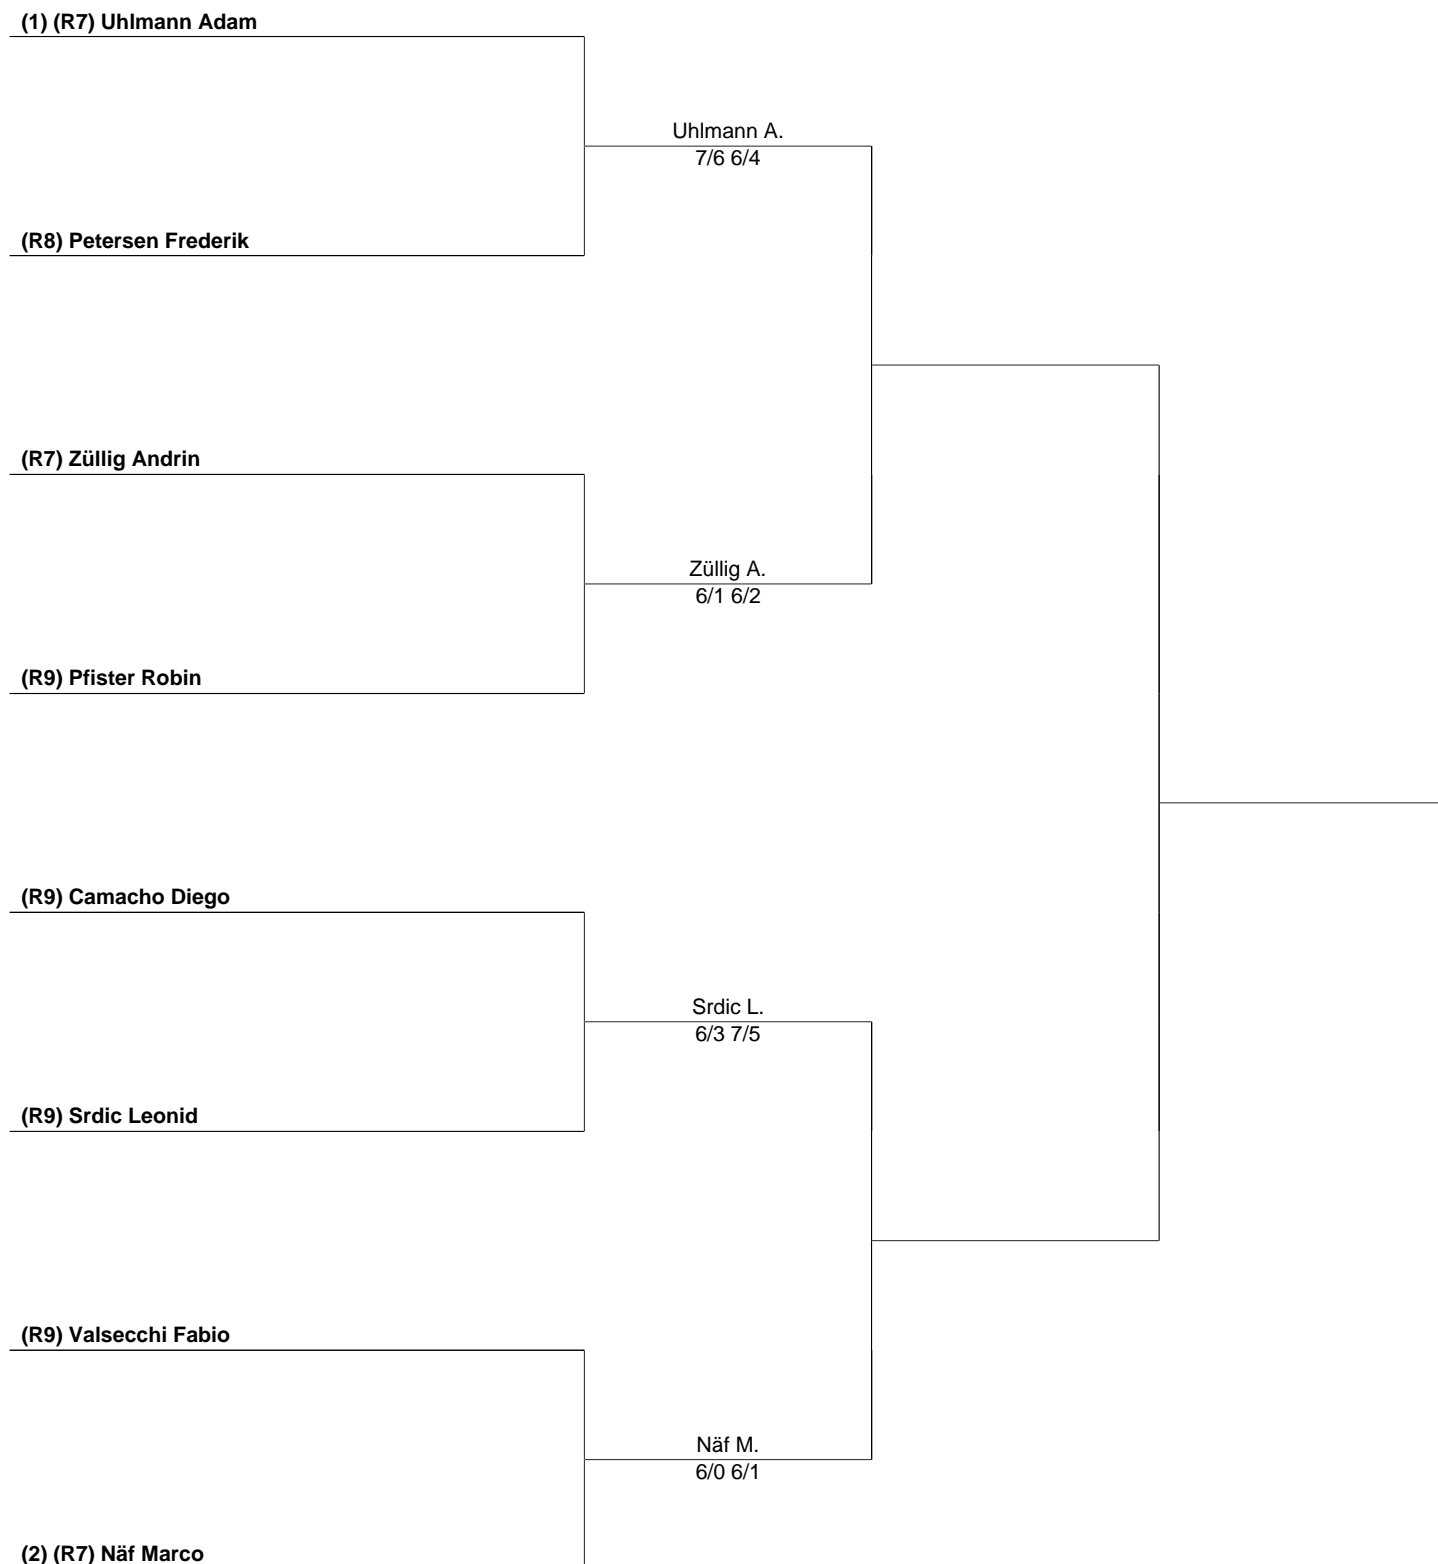 (1) (R7) Uhlmann Adam
Uhlmann A.
7/6 6/4
(R8) Petersen Frederik
(R7) Züllig Andrin
Züllig A.
6/1 6/2
(R9) Pfister Robin
(R9) Camacho Diego
Srdic L.
6/3 7/5
(R9) Srdic Leonid
(R9) Valsecchi Fabio
Näf M.
6/0 6/1
(2) (R7) Näf Marco